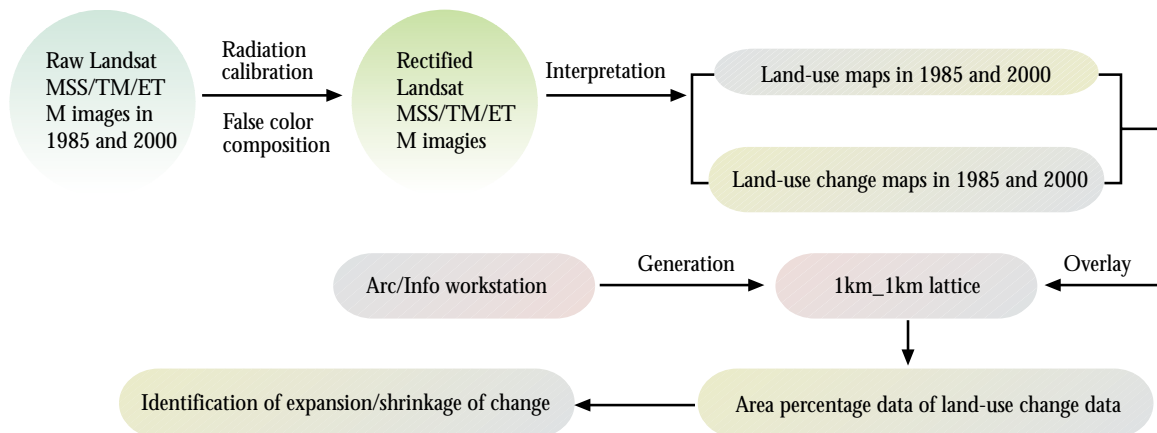 Raw Landsat
MSS/TM/ET
M images in
1985 and 2000
Radiation
calibration
False color
composition
Rectified
Landsat
MSS/TM/ET
M imagies
Interpretation
Land-use maps in 1985 and 2000
Land-use change maps in 1985 and 2000
Arc/Info workstation
Generation
1km_1km lattice
Overlay
Identification of expansion/shrinkage of change
Area percentage data of land-use change data